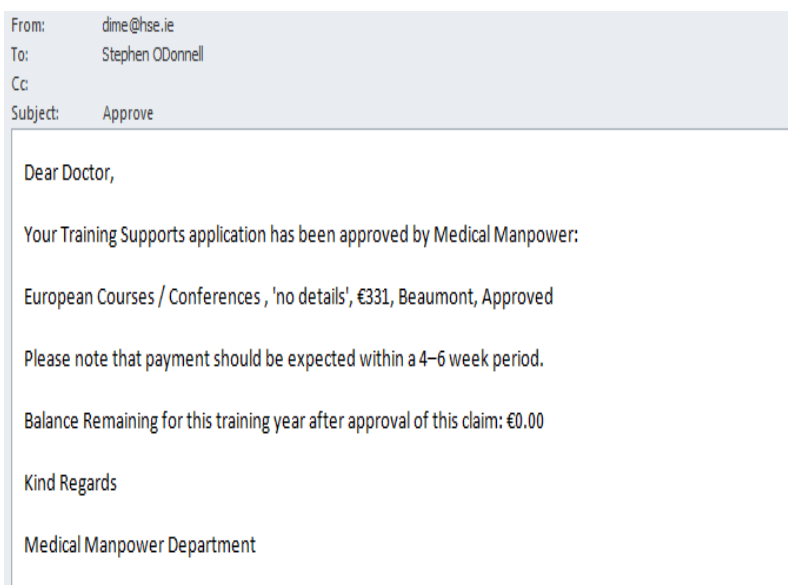 From: dime@hse.ie
To: Stephen ODonnell
Cc:
Subject: Approve
Dear Doctor,
Your Training Supports application has been approved by Medical Manpower:
European Courses / Conferences , 'no details', €331, Beaumont, Approved
Please note that payment should be expected within a 4–6 week period.
Balance Remaining for this training year after approval of this claim: €0.00
Kind Regards
Medical Manpower Department